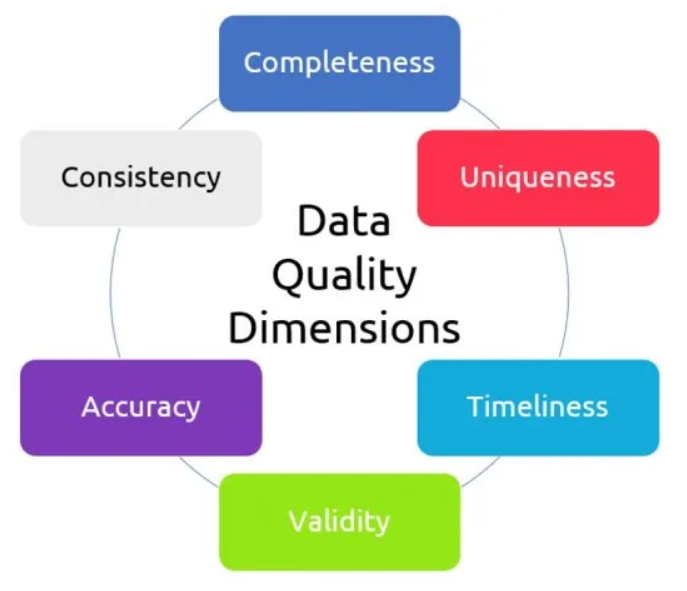 Completeness
Consistency
Uniqueness
Data
Quality
Dimensions
Accuracy
Timeliness
Validity